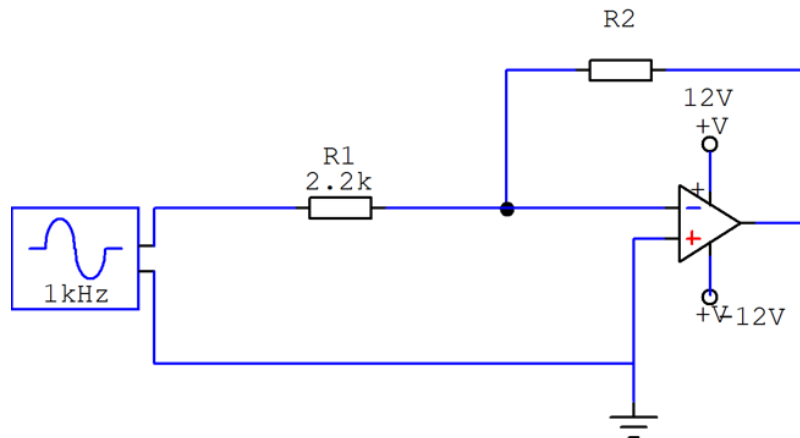 R2
12V
+V
R1
2.2k
+
−
+
1kHz
+V
-12V